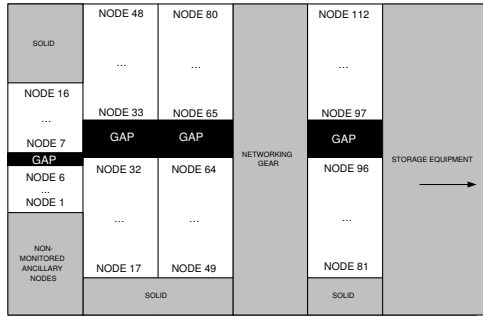 SOLID
NODE 16
...
NODE 7
GAP
NODE 6
...
NODE 1
NON-
MONITORED
ANCILLARY
NODES
NODE 48
...
NODE 33
GAP
NODE 32
...
NODE 17
NODE 80
...
NODE 65
GAP
NODE 64
...
NODE 49
SOLID
NETWORKING
GEAR
NODE 112
...
NODE 97
GAP
NODE 96
...
NODE 81
SOLID
STORAGE EQUIPMENT